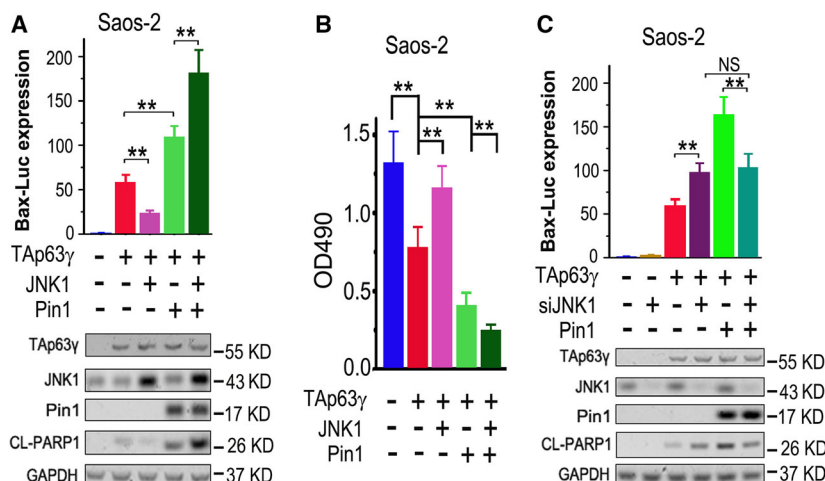 A
Saos-2
Bax-Luc expression
200
150
100
50
0
**
**
**
TAp63γ - + + + +
JNK1 - - + - +
Pin1 - - - + +
TAp63γ -55 KD
JNK1 -43 KD
Pin1 -17 KD
CL-PARP1 -26 KD
GAPDH -37 KD
B
Saos-2
OD490
1.5
1.0
0.5
0.0
**
**
**
**
TAp63γ - + + + +
JNK1 - - + - +
Pin1 - - - + +
C
Saos-2
Bax-Luc expression
200
150
100
50
0
NS
**
**
TAp63γ - - + + + +
siJNK1 - + - + - +
Pin1 - - - - + +
TAp63γ -55 KD
JNK1 -43 KD
Pin1 -17 KD
CL-PARP1 -26 KD
GAPDH -37 KD